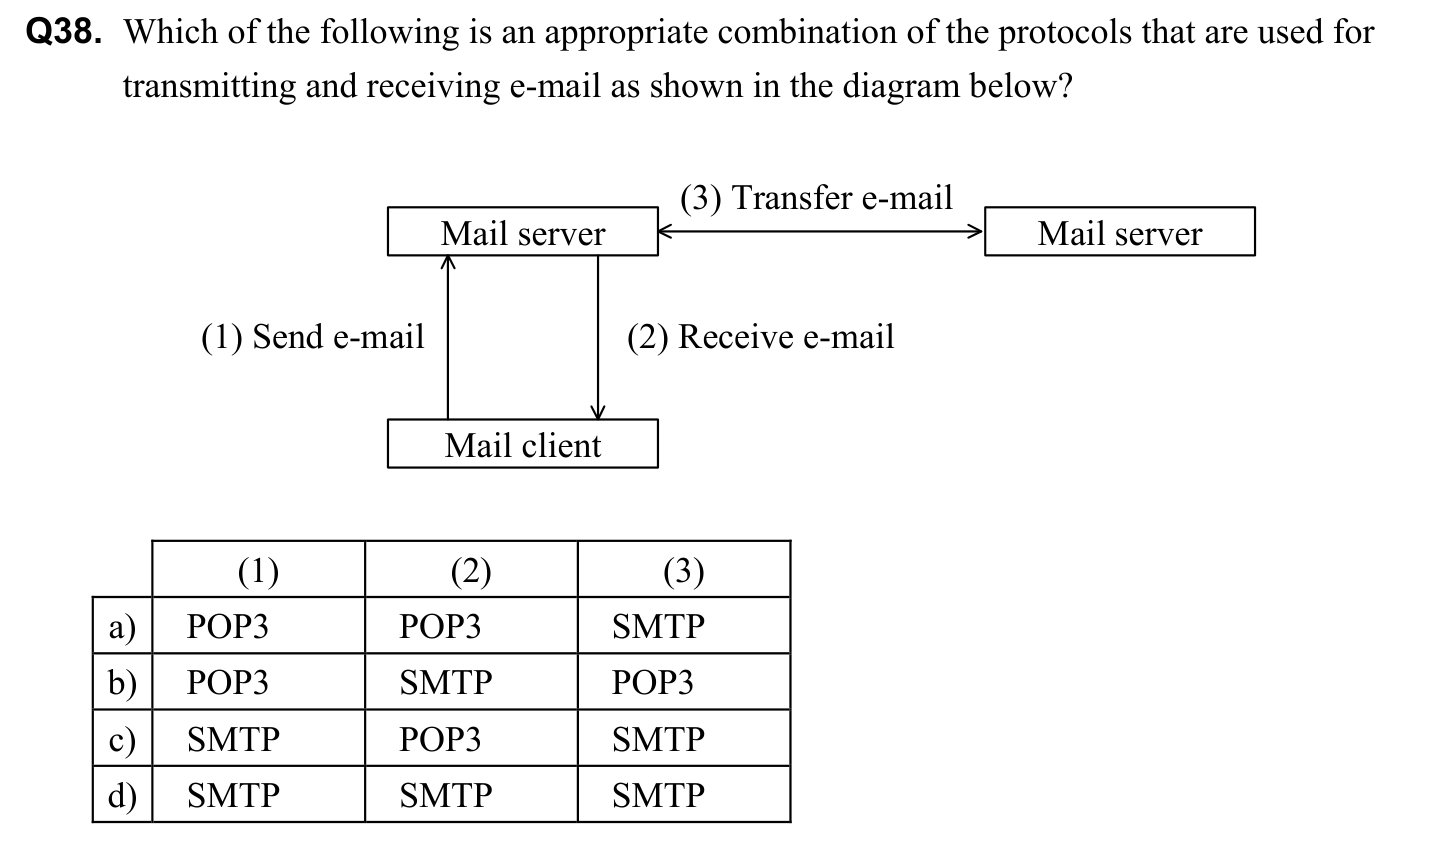 Q38. Which of the following is an appropriate combination of the protocols that are used for
transmitting and receiving e-mail as shown in the diagram below?
(3) Transfer e-mail
Mail server
Mail server
(1) Send e-mail
(2) Receive e-mail
Mail client
(1) (2) (3)
a) POP3 POP3 SMTP
b) POP3 SMTP POP3
c) SMTP POP3 SMTP
d) SMTP SMTP SMTP